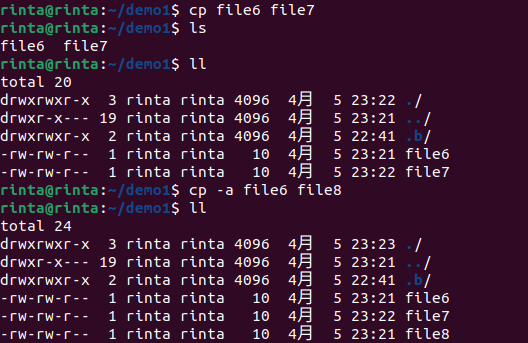 rinta@rinta:~/demo1$ cp file6 file7
rinta@rinta:~/demo1$ ls
file6  file7
rinta@rinta:~/demo1$ ll
total 20
drwxrwxr-x  3 rinta rinta 4096  4月  5 23:22 ./
drwxr-x--- 19 rinta rinta 4096  4月  5 23:21 ../
drwxrwxr-x  2 rinta rinta 4096  4月  5 22:41 .b/
-rw-rw-r--  1 rinta rinta   10  4月  5 23:21 file6
-rw-rw-r--  1 rinta rinta   10  4月  5 23:22 file7
rinta@rinta:~/demo1$ cp -a file6 file8
rinta@rinta:~/demo1$ ll
total 24
drwxrwxr-x  3 rinta rinta 4096  4月  5 23:23 ./
drwxr-x--- 19 rinta rinta 4096  4月  5 23:21 ../
drwxrwxr-x  2 rinta rinta 4096  4月  5 22:41 .b/
-rw-rw-r--  1 rinta rinta   10  4月  5 23:21 file6
-rw-rw-r--  1 rinta rinta   10  4月  5 23:22 file7
-rw-rw-r--  1 rinta rinta   10  4月  5 23:21 file8